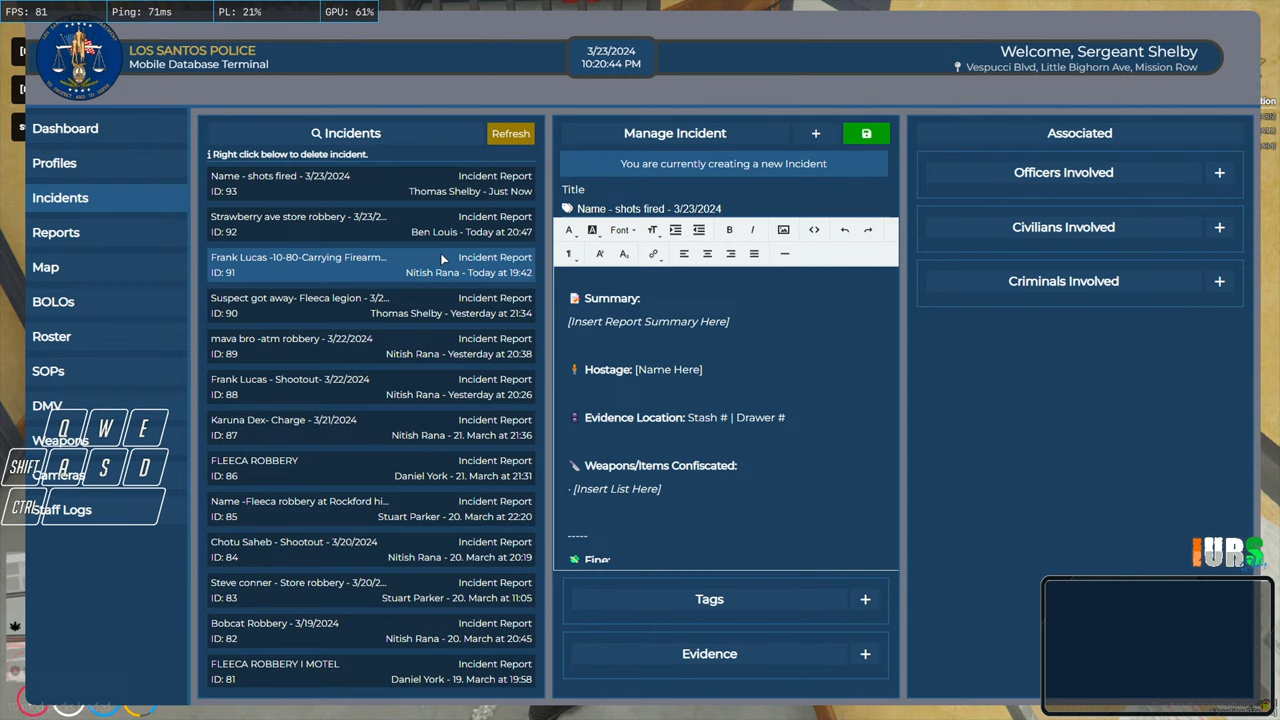 FPS: 81
Ping: 71ms
PL: 21%
GPU: 61%
LOS SANTOS POLICE
Mobile Database Terminal
3/23/2024
10:20:44 PM
Welcome, Sergeant Shelby
Vespucci Blvd, Little Bighorn Ave, Mission Row
Dashboard
Profiles
Incidents
Reports
Map
BOLOs
Roster
SOPs
DMV
Weapons
Cameras
Staff Logs
Q W E
SHIFT A S D
CTRL
Incidents
Refresh
Right click below to delete incident.
Name - shots fired - 3/23/2024 Incident Report
ID: 93 Thomas Shelby - Just Now
Strawberry ave store robbery - 3/23/2... Incident Report
ID: 92 Ben Louis - Today at 20:47
Frank Lucas -10-80-Carrying Firearm... Incident Report
ID: 91 Nitish Rana - Today at 19:42
Suspect got away- Fleeca legion - 3/2... Incident Report
ID: 90 Thomas Shelby - Yesterday at 21:34
mava bro -atm robbery - 3/22/2024 Incident Report
ID: 89 Nitish Rana - Yesterday at 20:38
Frank Lucas - Shootout- 3/22/2024 Incident Report
ID: 88 Nitish Rana - Yesterday at 20:26
Karuna Dex- Charge - 3/21/2024 Incident Report
ID: 87 Nitish Rana - 21. March at 21:36
FLEECA ROBBERY Incident Report
ID: 86 Daniel York - 21. March at 21:31
Name -Fleeca robbery at Rockford hi... Incident Report
ID: 85 Stuart Parker - 20. March at 22:20
Chotu Saheb - Shootout - 3/20/2024 Incident Report
ID: 84 Nitish Rana - 20. March at 20:19
Steve conner - Store robbery - 3/20/2... Incident Report
ID: 83 Stuart Parker - 20. March at 11:05
Bobcat Robbery - 3/19/2024 Incident Report
ID: 82 Nitish Rana - 20. March at 20:45
FLEECA ROBBERY I MOTEL Incident Report
ID: 81 Daniel York - 19. March at 19:58
Manage Incident
You are currently creating a new Incident
Title
Name - shots fired - 3/23/2024
Font
Summary:
[Insert Report Summary Here]
Hostage: [Name Here]
Evidence Location: Stash # | Drawer #
Weapons/Items Confiscated:
· [Insert List Here]
-----
Fine:
Tags
Evidence
Associated
Officers Involved
Civilians Involved
Criminals Involved
IURS